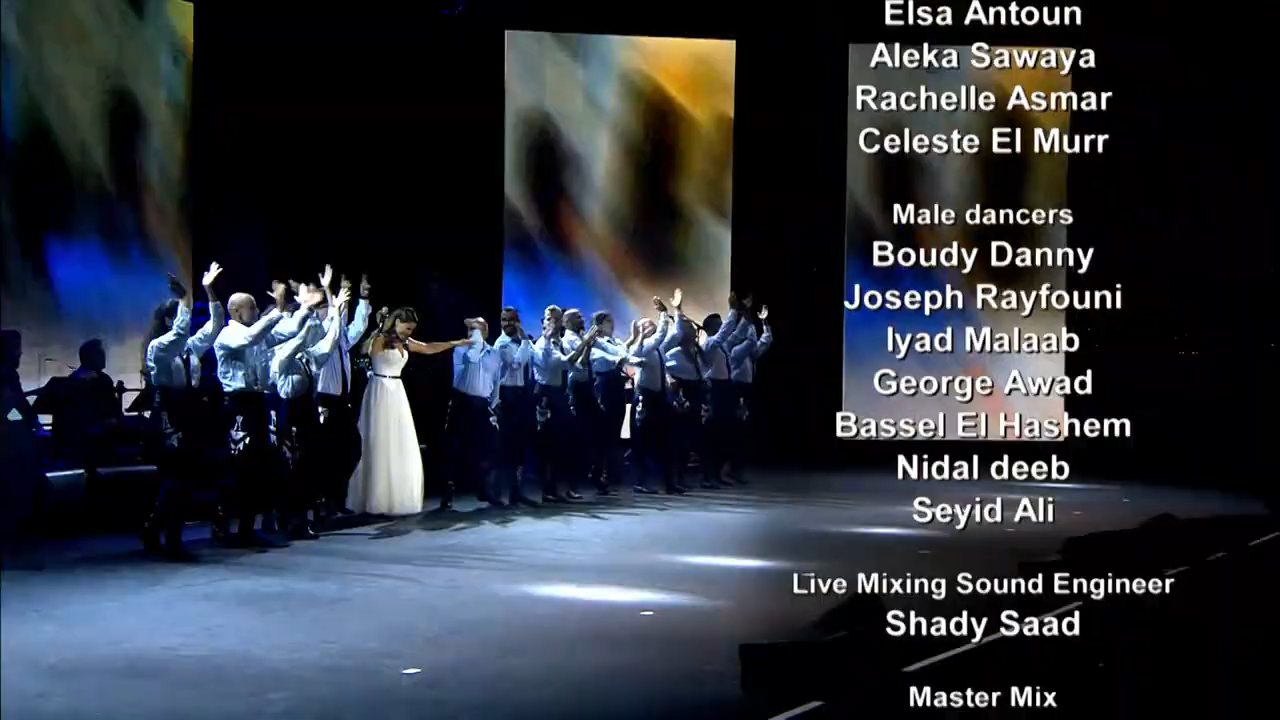 Elsa Antoun
Aleka Sawaya
Rachelle Asmar
Celeste El Murr
Male dancers
Boudy Danny
Joseph Rayfouni
Iyad Malaab
George Awad
Bassel El Hashem
Nidal deeb
Seyid Ali
Live Mixing Sound Engineer
Shady Saad
Master Mix